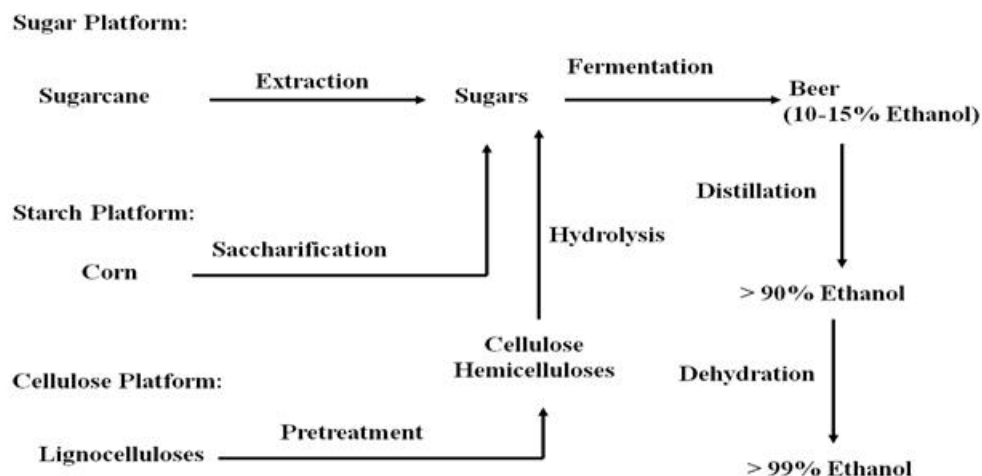 Sugar Platform:
Sugarcane
Extraction
Sugars
Fermentation
Beer
(10-15% Ethanol)
Distillation
Starch Platform:
Corn
Saccharification
Hydrolysis
> 90% Ethanol
Cellulose
Hemicelluloses
Dehydration
Cellulose Platform:
Lignocelluloses
Pretreatment
> 99% Ethanol